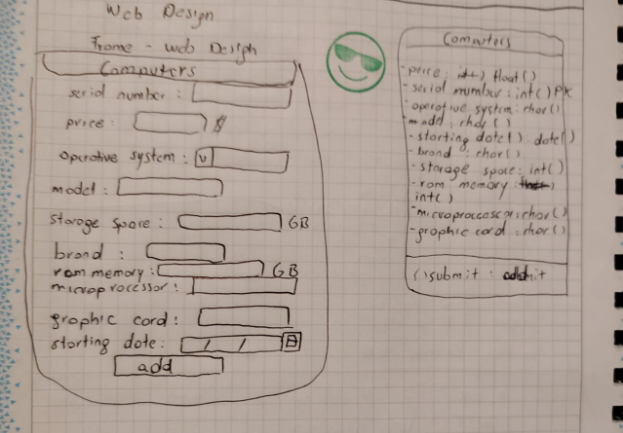 Web Design
Frame - Web Design
Computers
serial number :
price : $
operative system : v
model :
storage space : GB
brand :
ram memory : GB
microprocessor :
graphic card :
starting date : / /
add
Computers
- price : float()
- serial number : int() PK
- operative system : char()
- model : char()
- starting date() : date()
- brand : char()
- storage space : int()
- ram memory :
int()
- microprocessor : char()
- graphic card : char()
() submit :